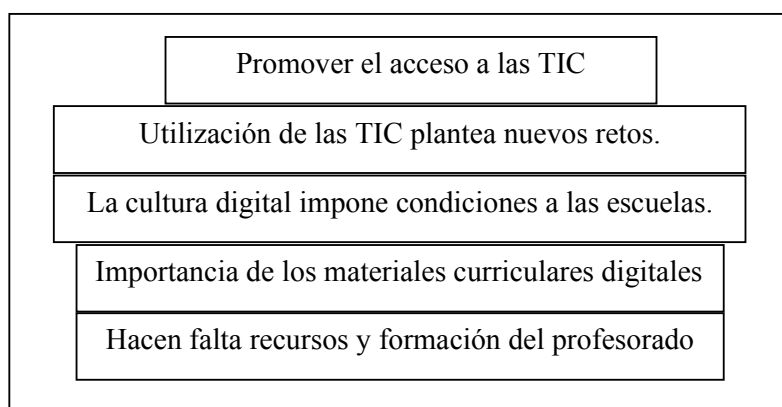 Promover el acceso a las TIC
Utilización de las TIC plantea nuevos retos.
La cultura digital impone condiciones a las escuelas.
Importancia de los materiales curriculares digitales
Hacen falta recursos y formación del profesorado